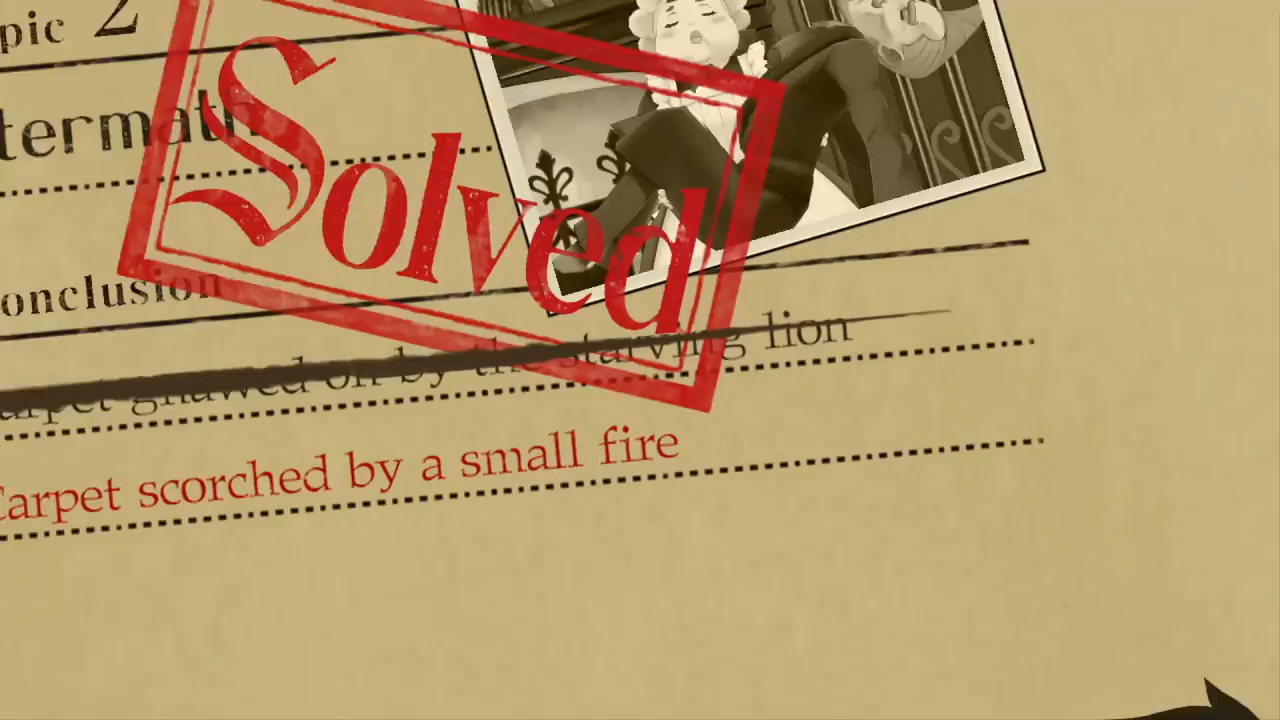 pic 2
termath
Solved
onclusion
arpet gnawed on by the starving lion
Carpet scorched by a small fire